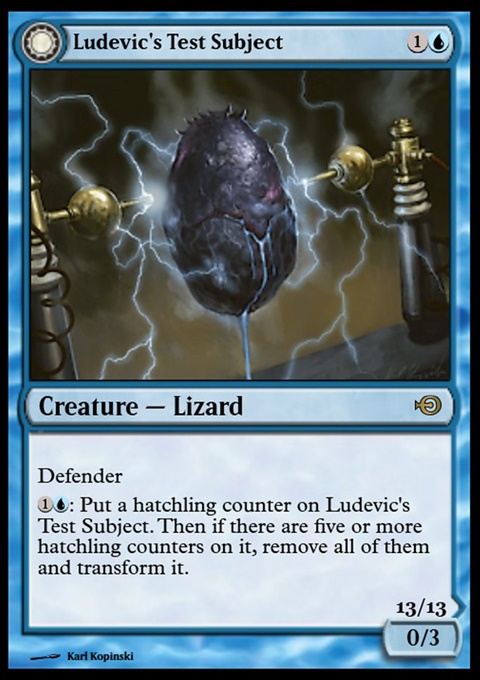 Ludevic's Test Subject 1
Creature — Lizard
Defender
1 : Put a hatchling counter on Ludevic's
Test Subject. Then if there are five or more
hatchling counters on it, remove all of them
and transform it.
13/13
0/3
Karl Kopinski